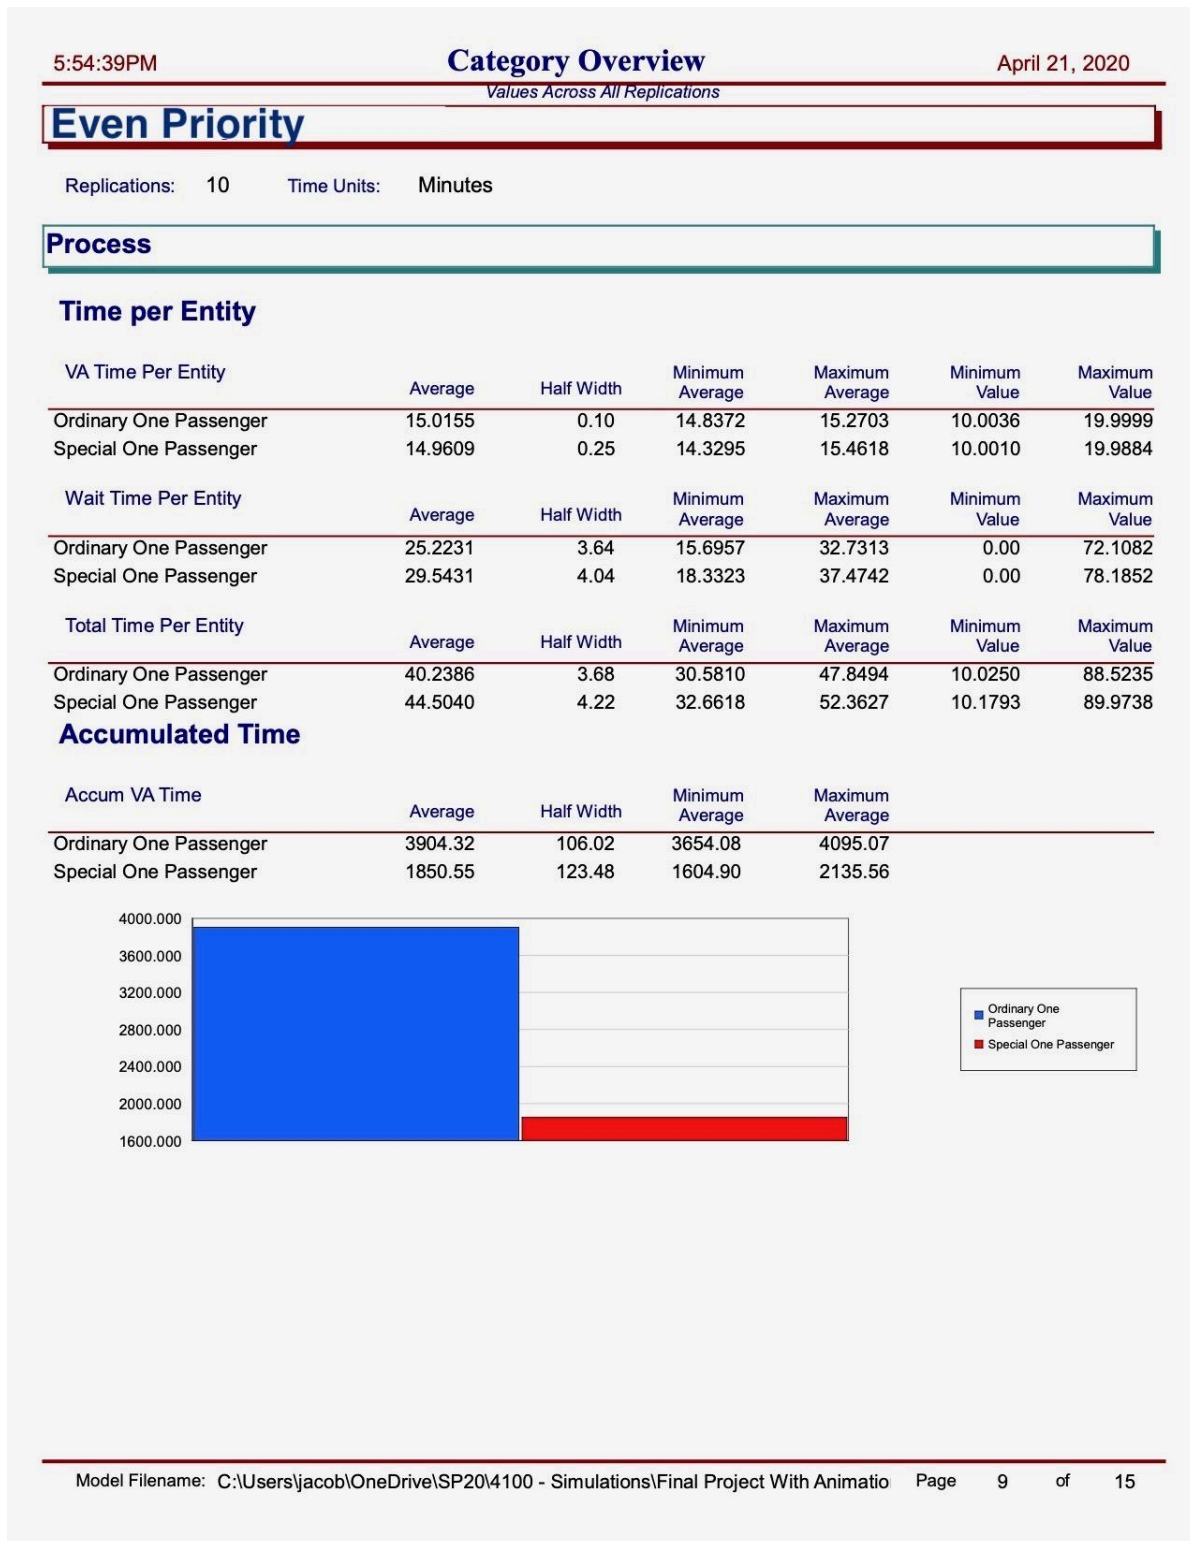 5:54:39PM Category Overview April 21, 2020
Values Across All Replications
Even Priority
Replications: 10 Time Units: Minutes
Process
Time per Entity
VA Time Per Entity Average Half Width Minimum Average Maximum Average Minimum Value Maximum Value
Ordinary One Passenger 15.0155 0.10 14.8372 15.2703 10.0036 19.9999
Special One Passenger 14.9609 0.25 14.3295 15.4618 10.0010 19.9884
Wait Time Per Entity Average Half Width Minimum Average Maximum Average Minimum Value Maximum Value
Ordinary One Passenger 25.2231 3.64 15.6957 32.7313 0.00 72.1082
Special One Passenger 29.5431 4.04 18.3323 37.4742 0.00 78.1852
Total Time Per Entity Average Half Width Minimum Average Maximum Average Minimum Value Maximum Value
Ordinary One Passenger 40.2386 3.68 30.5810 47.8494 10.0250 88.5235
Special One Passenger 44.5040 4.22 32.6618 52.3627 10.1793 89.9738
Accumulated Time
Accum VA Time Average Half Width Minimum Average Maximum Average
Ordinary One Passenger 3904.32 106.02 3654.08 4095.07
Special One Passenger 1850.55 123.48 1604.90 2135.56
4000.000
3600.000
3200.000
2800.000
2400.000
2000.000
1600.000
Ordinary One
Passenger
Special One Passenger
Model Filename: C:\Users\jacob\OneDrive\SP20\4100 - Simulations\Final Project With Animatio Page 9 of 15